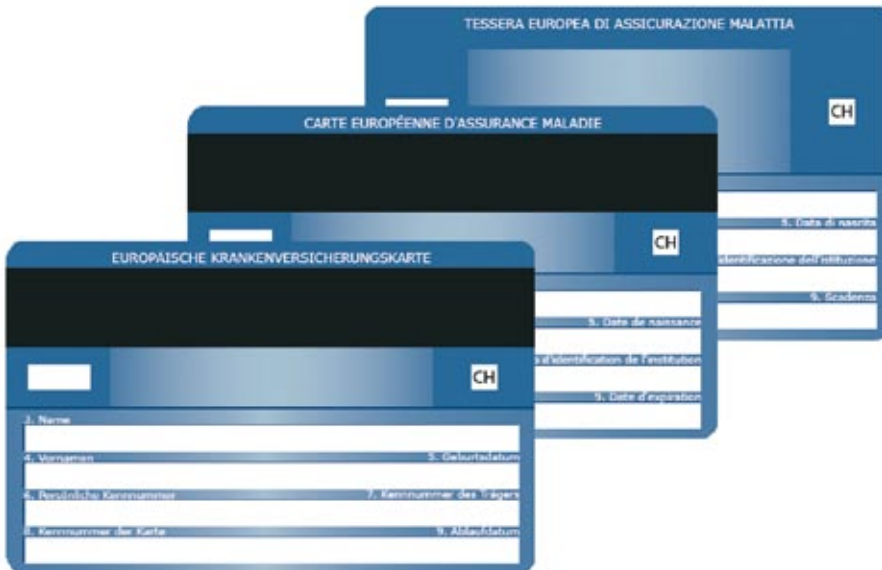 TESSERA EUROPEA DI ASSICURAZIONE MALATTIA
CH
5. Data di nascita
identificazione dell'istituzione
9. Scadenza
CARTE EUROPÉENNE D'ASSURANCE MALADIE
CH
5. Date de naissance
d'identification de l'institution
9. Date d'expiration
EUROPÄISCHE KRANKENVERSICHERUNGSKARTE
CH
3. Name
4. Vornamen 5. Geburtsdatum
6. Persönliche Kennnummer 7. Kennnummer des Trägers
8. Kennnummer der Karte 9. Ablaufdatum